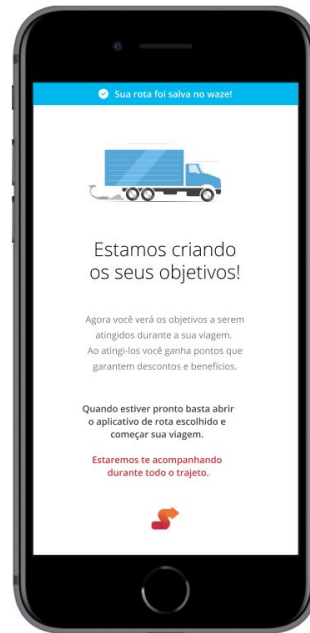 Sua rota foi salva no waze!
Estamos criando
os seus objetivos!
Agora você verá os objetivos a serem
atingidos durante a sua viagem.
Ao atingi-los você ganha pontos que
garantem descontos e benefícios.
Quando estiver pronto basta abrir
o aplicativo de rota escolhido e
começar sua viagem.
Estaremos te acompanhando
durante todo o trajeto.